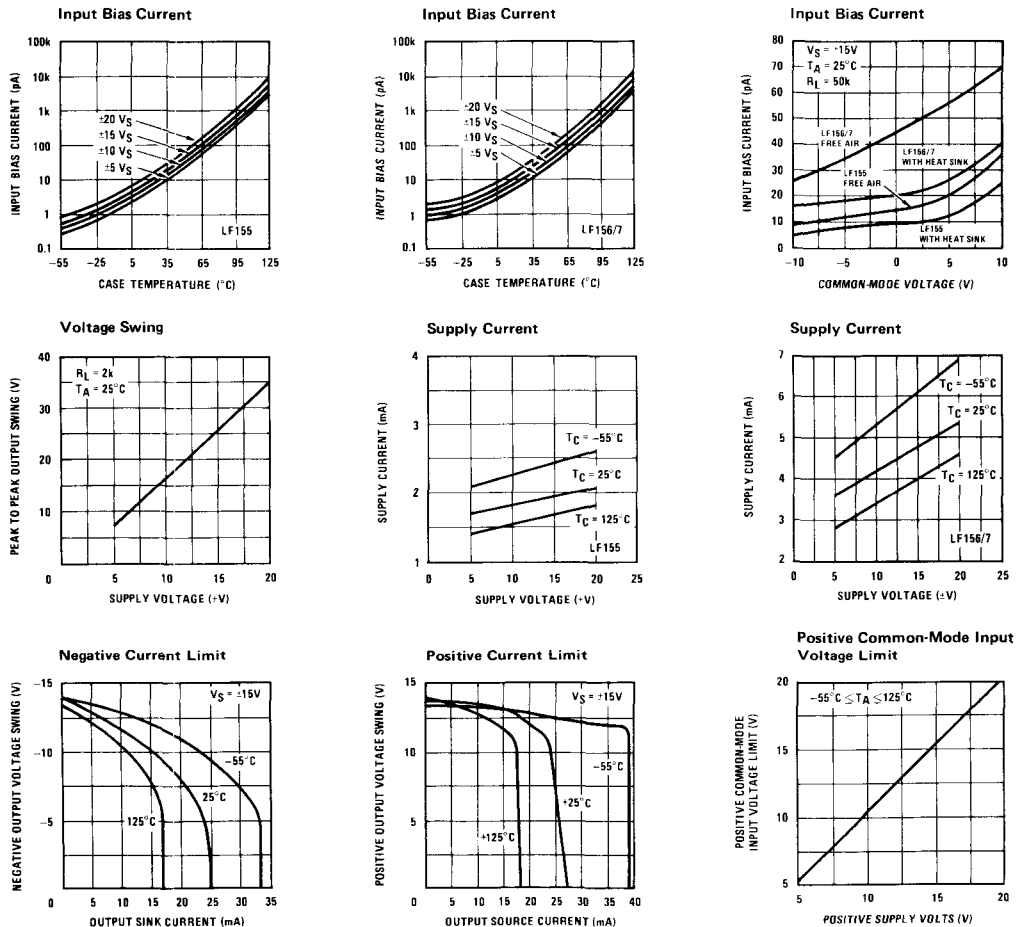 Input Bias Current
INPUT BIAS CURRENT (pA)
100k
10k
1k
100
10
1
0.1
±20 VS
±15 VS
±10 VS
±5 VS
LF155
-55 -25 5 35 65 95 125
CASE TEMPERATURE (°C)
Input Bias Current
INPUT BIAS CURRENT (pA)
100k
10k
1k
100
10
1
0.1
±20 VS
±15 VS
±10 VS
±5 VS
LF156/7
-55 -25 5 35 65 95 125
CASE TEMPERATURE (°C)
Input Bias Current
INPUT BIAS CURRENT (pA)
80
70
60
50
40
30
20
10
0
VS = ±15V
TA = 25°C
RL = 50k
LF156/7
FREE AIR
LF156/7
WITH HEAT SINK
LF155
FREE AIR
LF155
WITH HEAT SINK
-10 -5 0 5 10
COMMON-MODE VOLTAGE (V)
Voltage Swing
PEAK TO PEAK OUTPUT SWING (V)
40
30
20
10
0
RL = 2k
TA = 25°C
5 10 15 20
SUPPLY VOLTAGE (±V)
Supply Current
SUPPLY CURRENT (mA)
4
3
2
1
TC = -55°C
TC = 25°C
TC = 125°C
LF155
0 5 10 15 20 25
SUPPLY VOLTAGE (±V)
Supply Current
SUPPLY CURRENT (mA)
7
6
5
4
3
2
TC = -55°C
TC = 25°C
TC = 125°C
LF156/7
0 5 10 15 20 25
SUPPLY VOLTAGE (±V)
Negative Current Limit
NEGATIVE OUTPUT VOLTAGE SWING (V)
-15
-10
-5
0
VS = ±15V
-55°C
25°C
125°C
5 10 15 20 25 30 35
OUTPUT SINK CURRENT (mA)
Positive Current Limit
POSITIVE OUTPUT VOLTAGE SWING (V)
15
10
5
0
VS = ±15V
-55°C
+25°C
+125°C
0 5 10 15 20 25 30 35 40
OUTPUT SOURCE CURRENT (mA)
Positive Common-Mode Input
Voltage Limit
POSITIVE COMMON-MODE
INPUT VOLTAGE LIMIT (V)
20
15
10
5
-55°C ≤ TA ≤ 125°C
5 10 15 20
POSITIVE SUPPLY VOLTS (V)